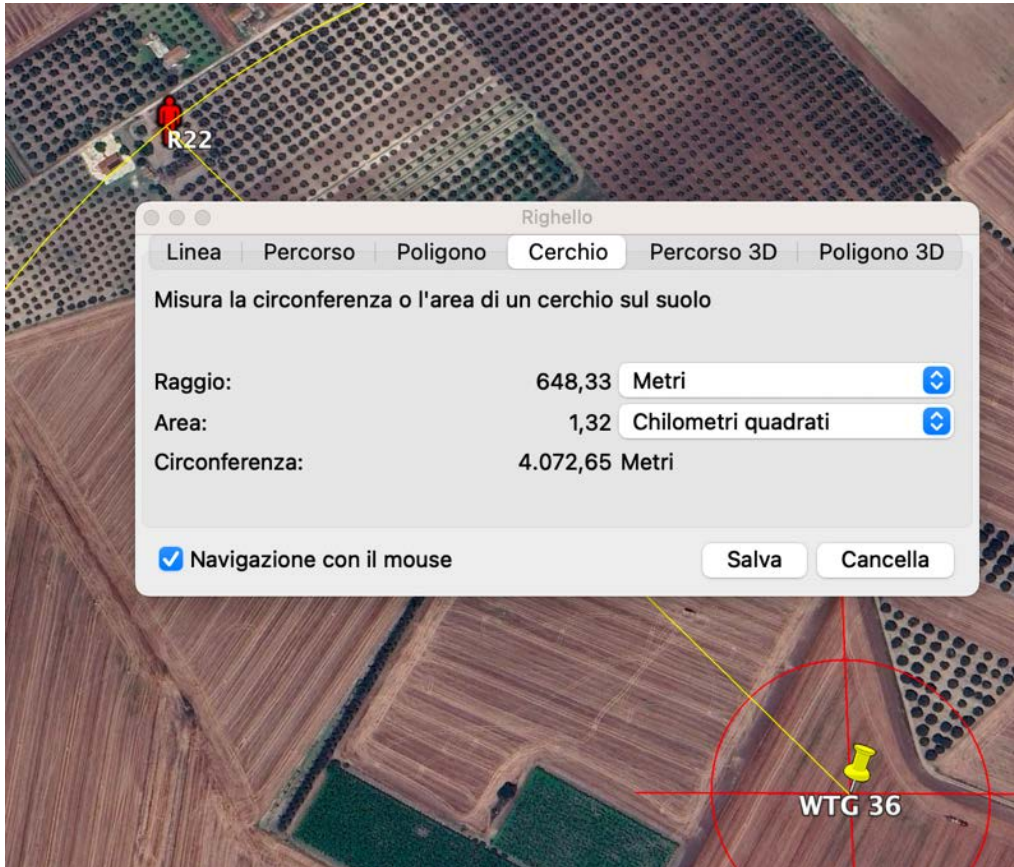 R22
Righello
Linea Percorso Poligono Cerchio Percorso 3D Poligono 3D
Misura la circonferenza o l'area di un cerchio sul suolo
Raggio: 648,33 Metri
Area: 1,32 Chilometri quadrati
Circonferenza: 4.072,65 Metri
Navigazione con il mouse Salva Cancella
WTG 36